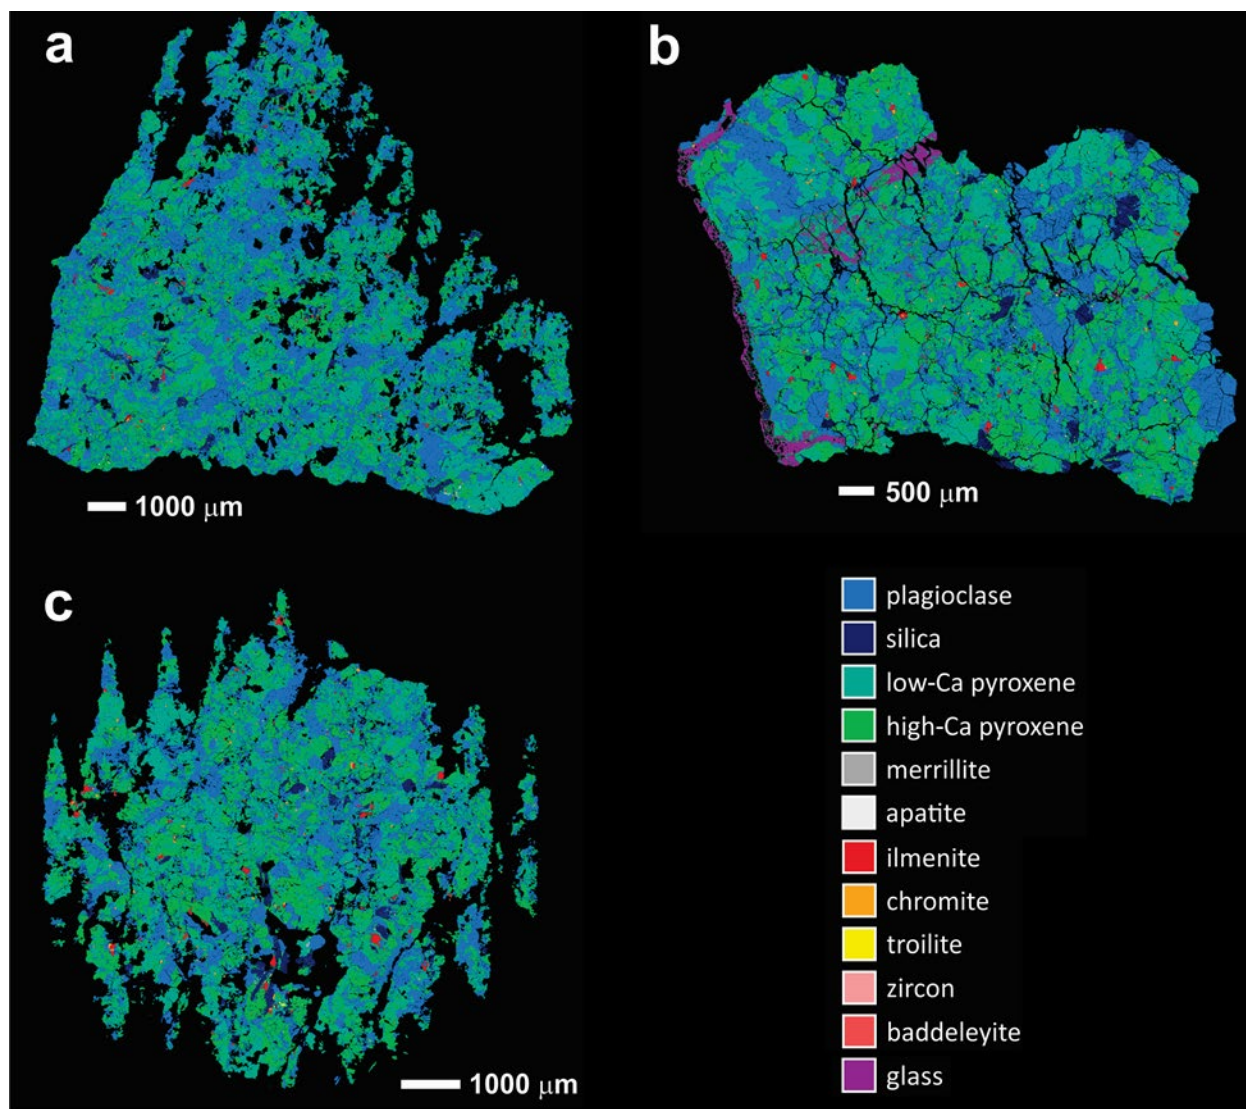 a
b
1000 μm
500 μm
c
plagioclase
silica
low-Ca pyroxene
high-Ca pyroxene
merrillite
apatite
ilmenite
chromite
troilite
zircon
baddeleyite
glass
1000 μm